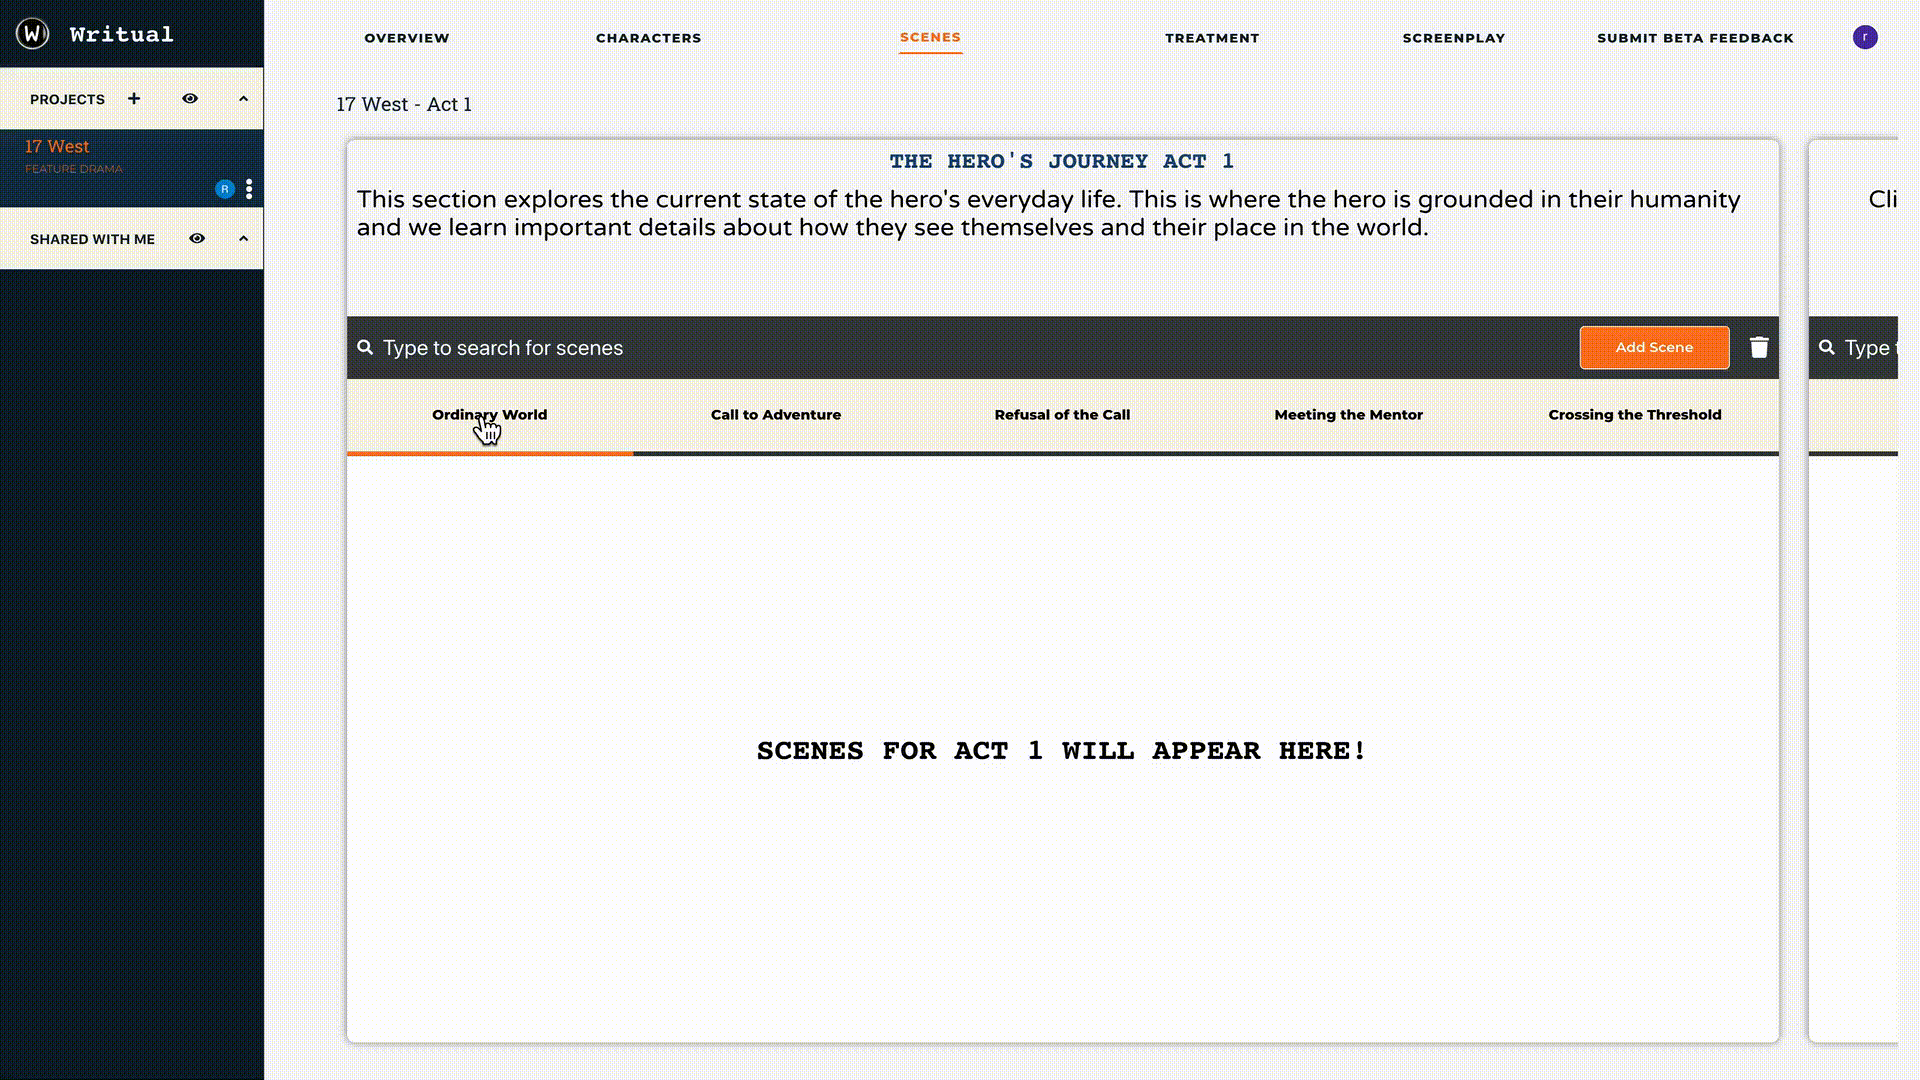 W Writual
OVERVIEW CHARACTERS SCENES TREATMENT SCREENPLAY SUBMIT BETA FEEDBACK r
PROJECTS
17 West
FEATURE DRAMA
R
SHARED WITH ME
17 West - Act 1
THE HERO'S JOURNEY ACT 1
This section explores the current state of the hero's everyday life. This is where the hero is grounded in their humanity
and we learn important details about how they see themselves and their place in the world.
Type to search for scenes Add Scene
Ordinary World Call to Adventure Refusal of the Call Meeting the Mentor Crossing the Threshold
SCENES FOR ACT 1 WILL APPEAR HERE!
Cli
Type t